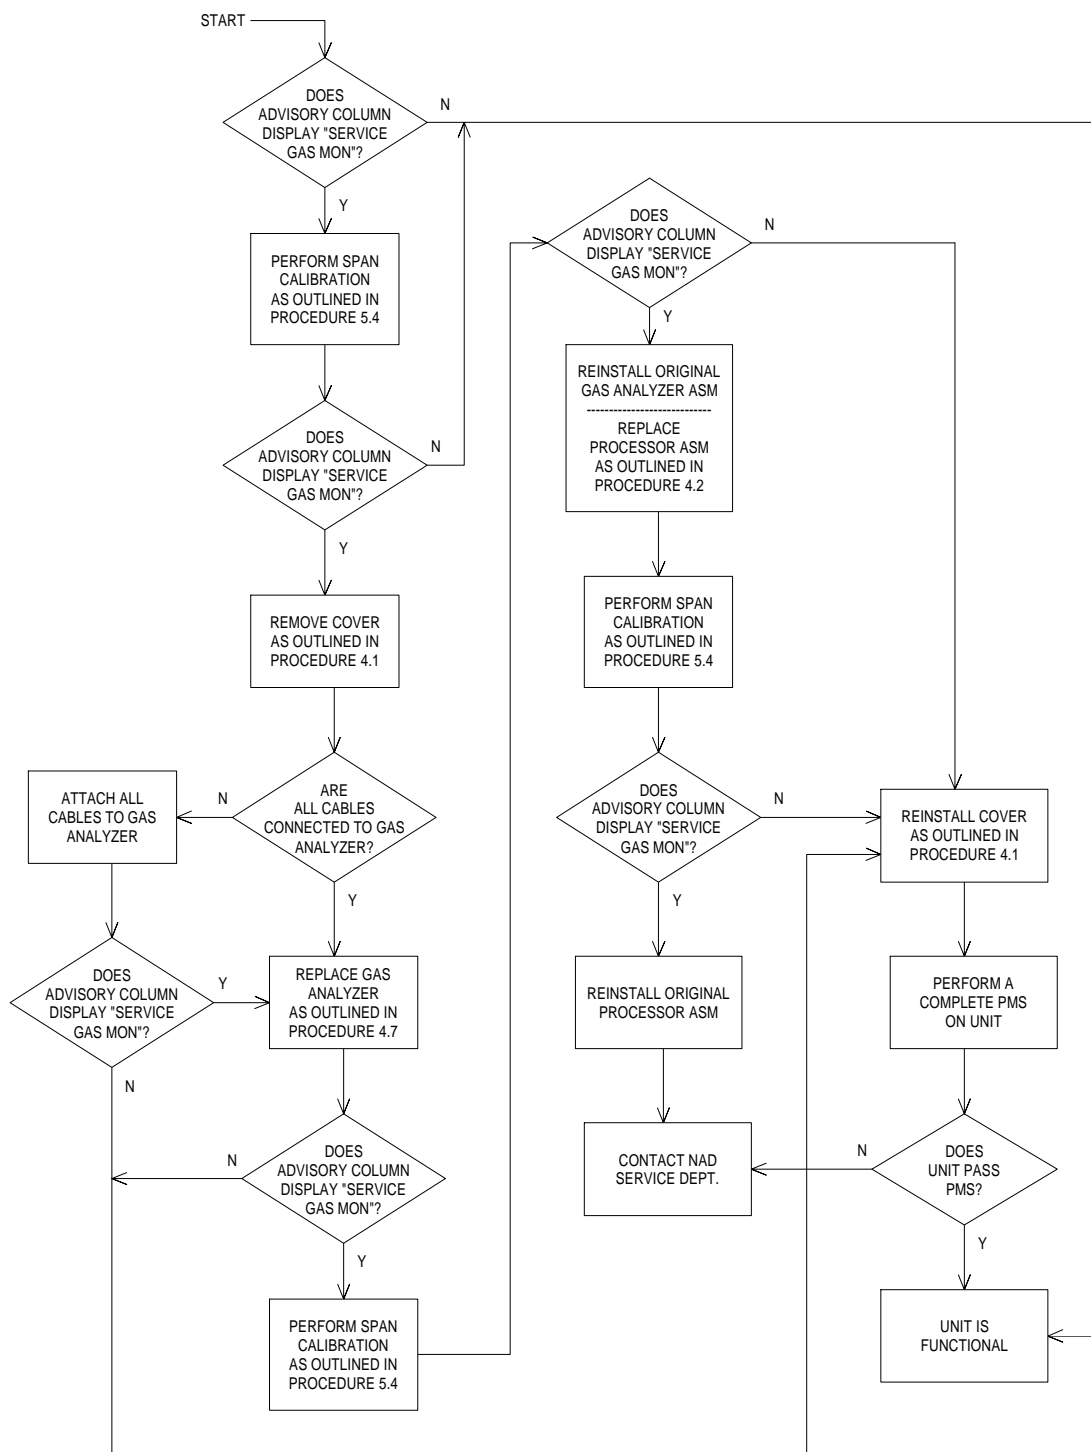 START
DOES
ADVISORY COLUMN
DISPLAY "SERVICE
GAS MON"?
N
Y
PERFORM SPAN
CALIBRATION
AS OUTLINED IN
PROCEDURE 5.4
DOES
ADVISORY COLUMN
DISPLAY "SERVICE
GAS MON"?
N
Y
REMOVE COVER
AS OUTLINED IN
PROCEDURE 4.1
ARE
ALL CABLES
CONNECTED TO GAS
ANALYZER?
N
Y
ATTACH ALL
CABLES TO GAS
ANALYZER
DOES
ADVISORY COLUMN
DISPLAY "SERVICE
GAS MON"?
Y
N
REPLACE GAS
ANALYZER
AS OUTLINED IN
PROCEDURE 4.7
DOES
ADVISORY COLUMN
DISPLAY "SERVICE
GAS MON"?
N
Y
PERFORM SPAN
CALIBRATION
AS OUTLINED IN
PROCEDURE 5.4
DOES
ADVISORY COLUMN
DISPLAY "SERVICE
GAS MON"?
N
Y
REINSTALL ORIGINAL
GAS ANALYZER ASM
----------------------------
REPLACE
PROCESSOR ASM
AS OUTLINED IN
PROCEDURE 4.2
PERFORM SPAN
CALIBRATION
AS OUTLINED IN
PROCEDURE 5.4
DOES
ADVISORY COLUMN
DISPLAY "SERVICE
GAS MON"?
N
Y
REINSTALL ORIGINAL
PROCESSOR ASM
CONTACT NAD
SERVICE DEPT.
REINSTALL COVER
AS OUTLINED IN
PROCEDURE 4.1
PERFORM A
COMPLETE PMS
ON UNIT
DOES
UNIT PASS
PMS?
N
Y
UNIT IS
FUNCTIONAL